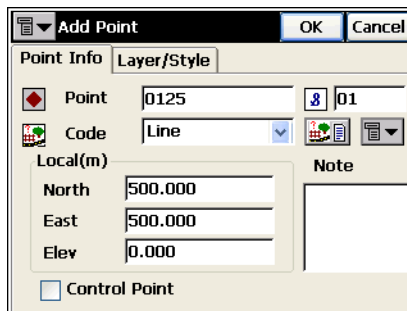 Add Point OK Cancel
Point Info Layer/Style
Point 0125 01
Code Line
Local(m) Note
North 500.000
East 500.000
Elev 0.000
Control Point